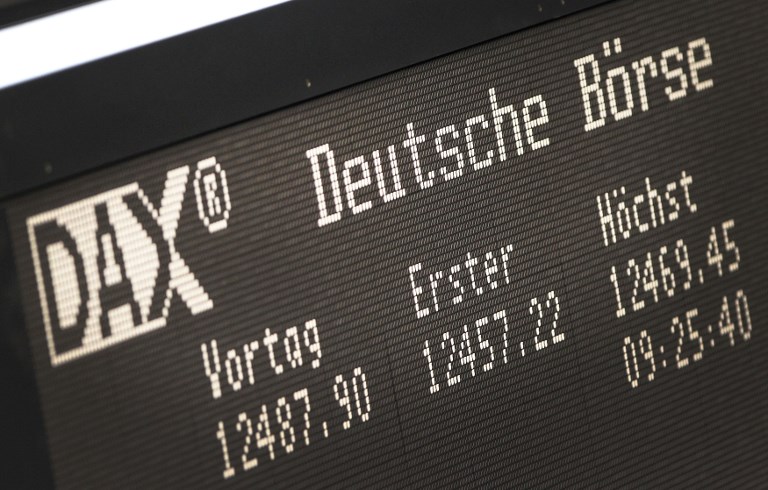 DAX® Deutsche Börse
Vortag Erster Höchst
12487.90 12457.22 12469.45
09:25:40